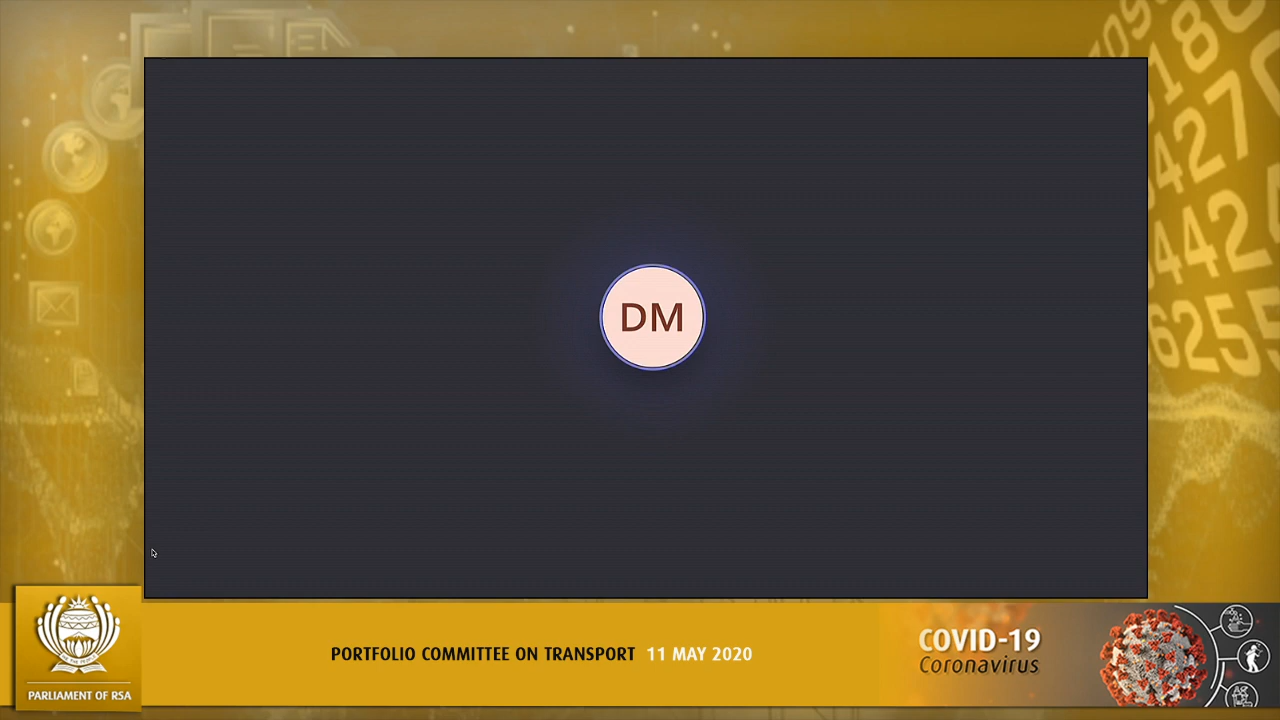 DM
PORTFOLIO COMMITTEE ON TRANSPORT 11 MAY 2020
COVID-19
Coronavirus
PARLIAMENT OF RSA